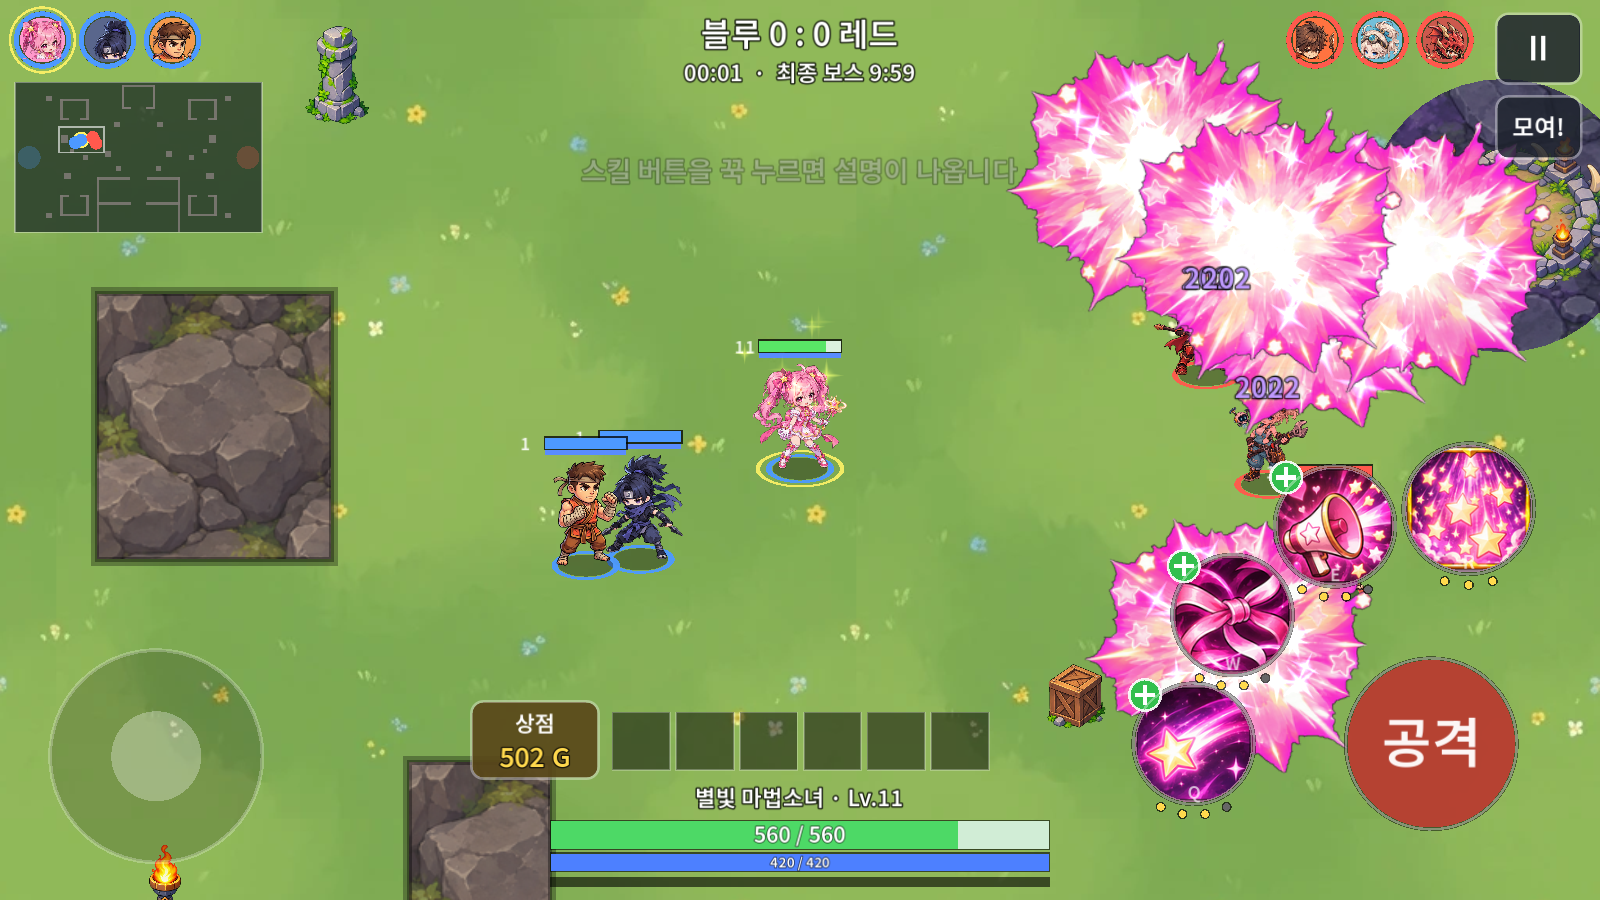 블루 0 : 0 레드
00:01 · 최종 보스 9:59
모여!
스킬 버튼을 꾹 누르면 설명이 나옵니다
2202
11
2022
1
1
E
R
W
Q
공격
상점
502 G
별빛 마법소녀 · Lv.11
560 / 560
420 / 420